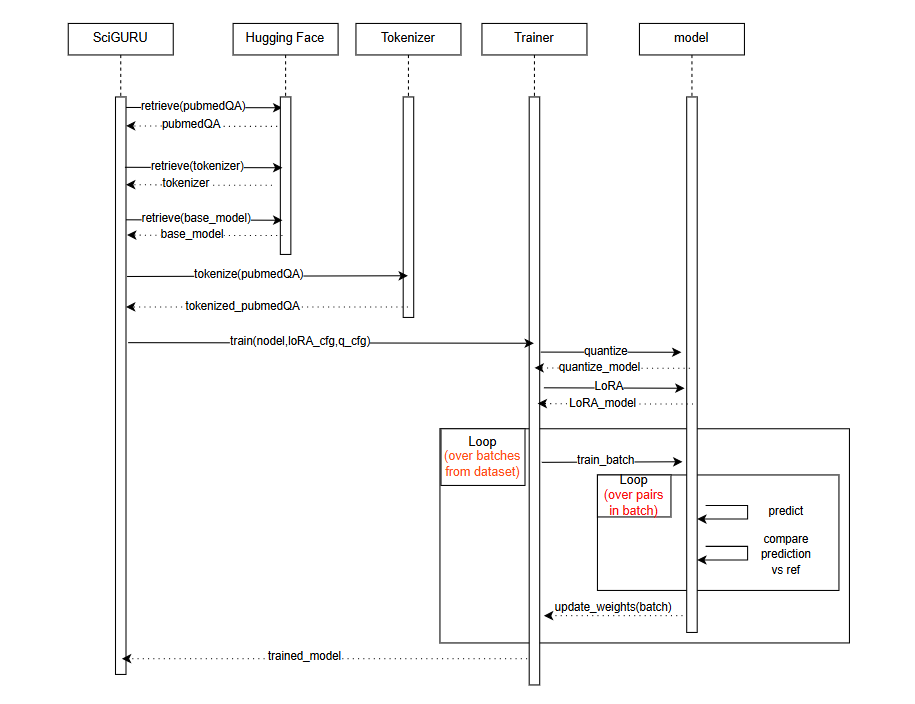 SciGURU
Hugging Face
Tokenizer
Trainer
model
retrieve(pubmedQA)
pubmedQA
retrieve(tokenizer)
tokenizer
retrieve(base_model)
base_model
tokenize(pubmedQA)
tokenized_pubmedQA
train(nodel,loRA_cfg,q_cfg)
quantize
quantize_model
LoRA
LoRA_model
Loop
(over batches
from dataset)
train_batch
Loop
(over pairs
in batch)
predict
compare
prediction
vs ref
update_weights(batch)
trained_model